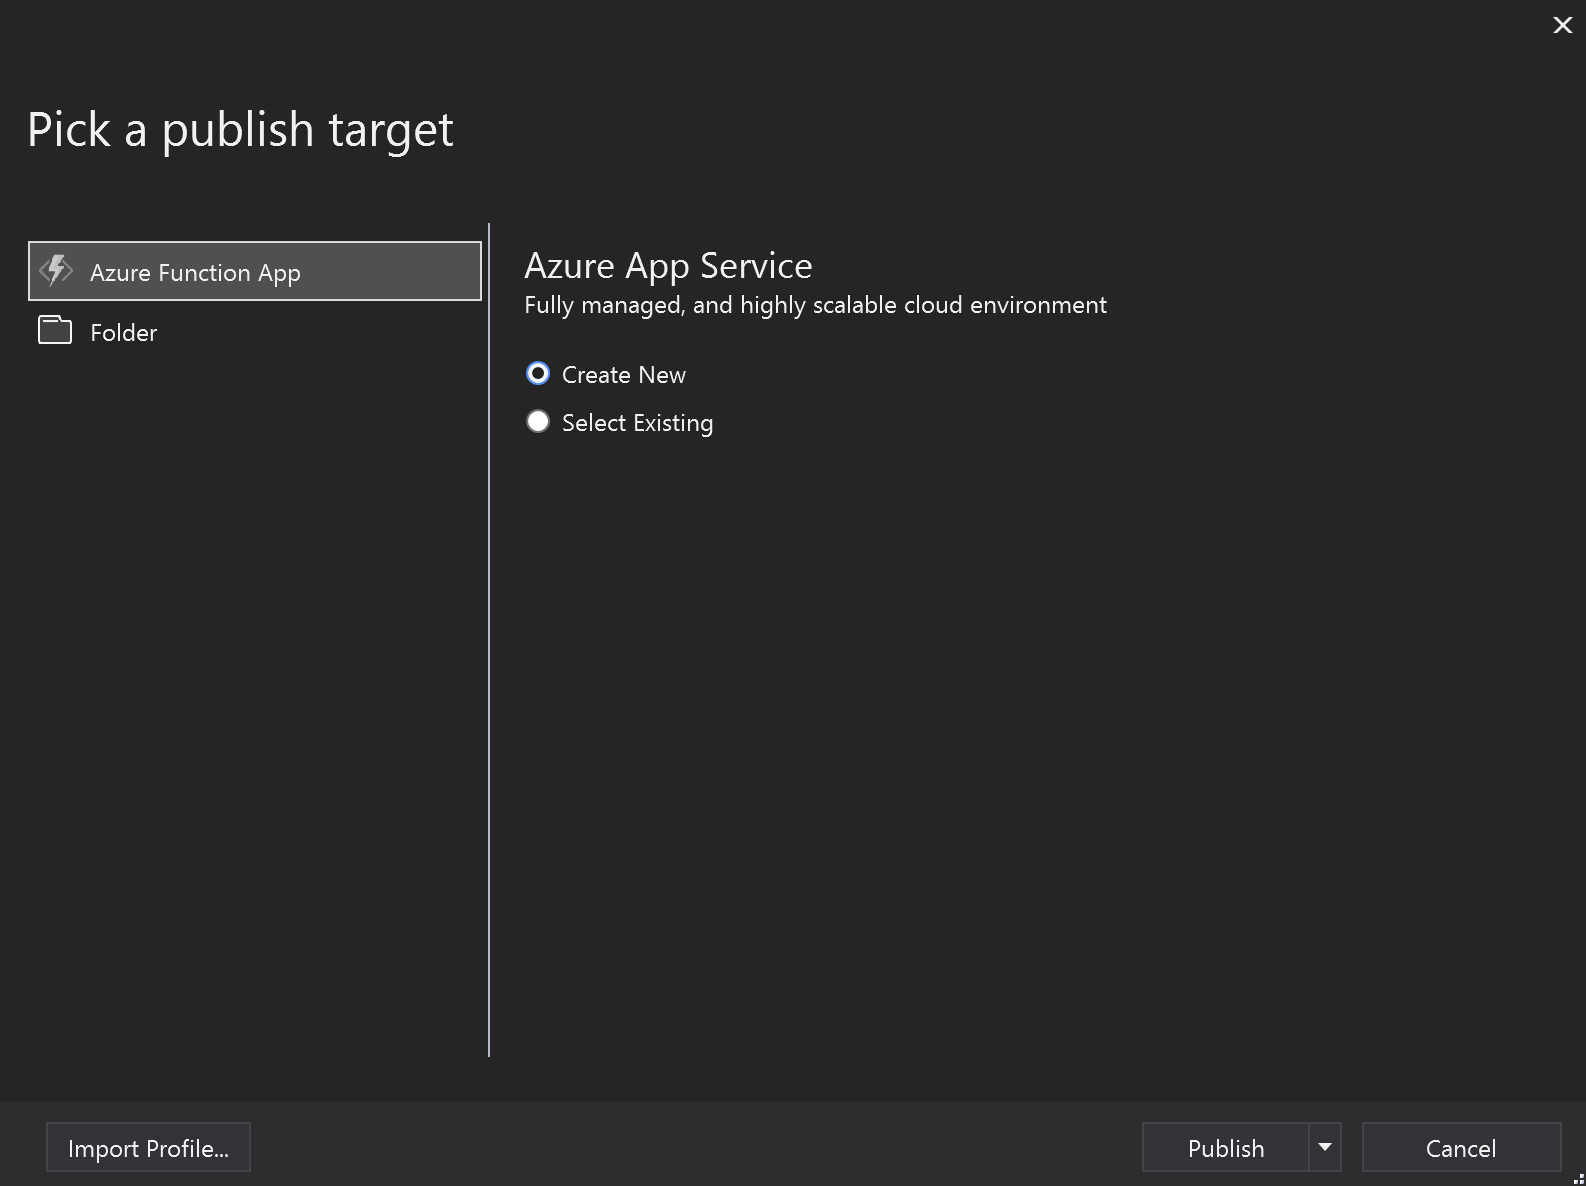 Pick a publish target
Azure Function App
Folder
Azure App Service
Fully managed, and highly scalable cloud environment
Create New
Select Existing
Import Profile...
Publish
Cancel